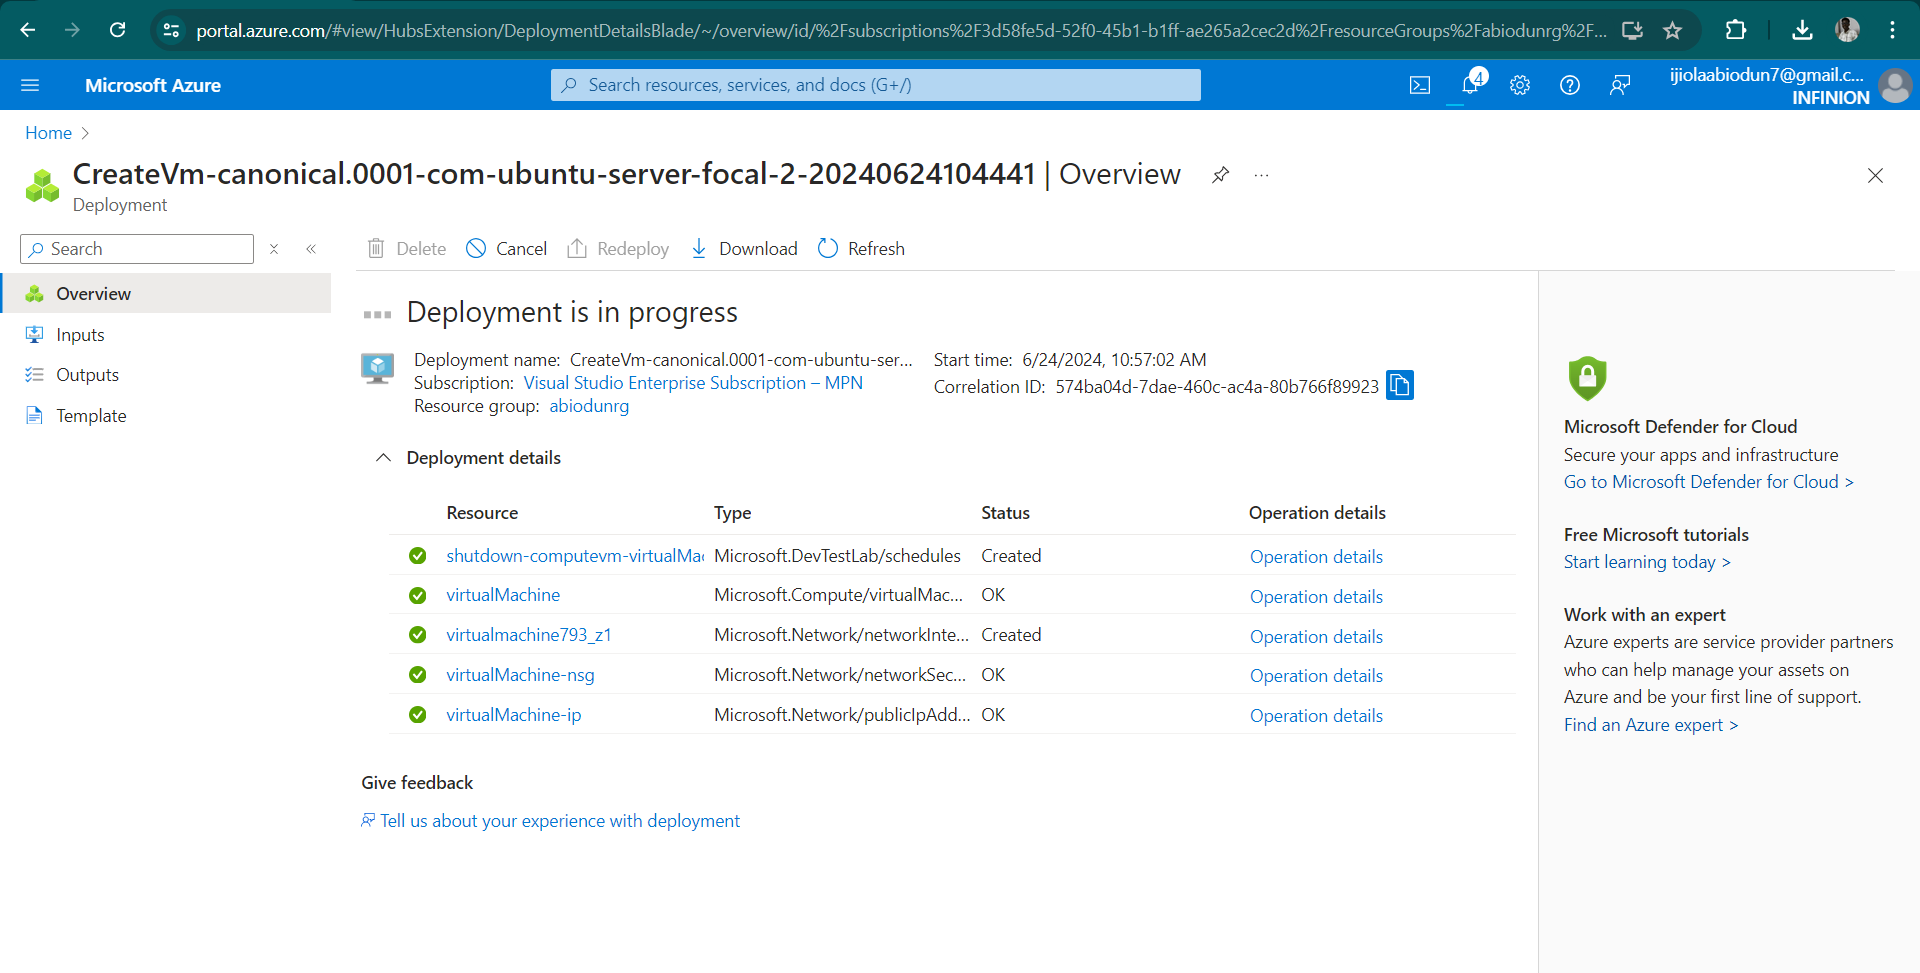 portal.azure.com/#view/HubsExtension/DeploymentDetailsBlade/~/overview/id/%2Fsubscriptions%2F3d58fe5d-52f0-45b1-b1ff-ae265a2cec2d%2FresourceGroups%2Fabiodunrg%2F...
Microsoft Azure
Search resources, services, and docs (G+/)
4
ijiolaabiodun7@gmail.c...
INFINION
Home
CreateVm-canonical.0001-com-ubuntu-server-focal-2-20240624104441 | Overview
Deployment
Search
Delete
Cancel
Redeploy
Download
Refresh
Overview
Inputs
Outputs
Template
Deployment is in progress
Deployment name: CreateVm-canonical.0001-com-ubuntu-ser...
Subscription: Visual Studio Enterprise Subscription – MPN
Resource group: abiodunrg
Start time: 6/24/2024, 10:57:02 AM
Correlation ID: 574ba04d-7dae-460c-ac4a-80b766f89923
Deployment details
Resource Type Status Operation details
shutdown-computevm-virtualMac Microsoft.DevTestLab/schedules Created Operation details
virtualMachine Microsoft.Compute/virtualMac... OK Operation details
virtualmachine793_z1 Microsoft.Network/networkInte... Created Operation details
virtualMachine-nsg Microsoft.Network/networkSec... OK Operation details
virtualMachine-ip Microsoft.Network/publicIpAdd... OK Operation details
Give feedback
Tell us about your experience with deployment
Microsoft Defender for Cloud
Secure your apps and infrastructure
Go to Microsoft Defender for Cloud >
Free Microsoft tutorials
Start learning today >
Work with an expert
Azure experts are service provider partners
who can help manage your assets on
Azure and be your first line of support.
Find an Azure expert >